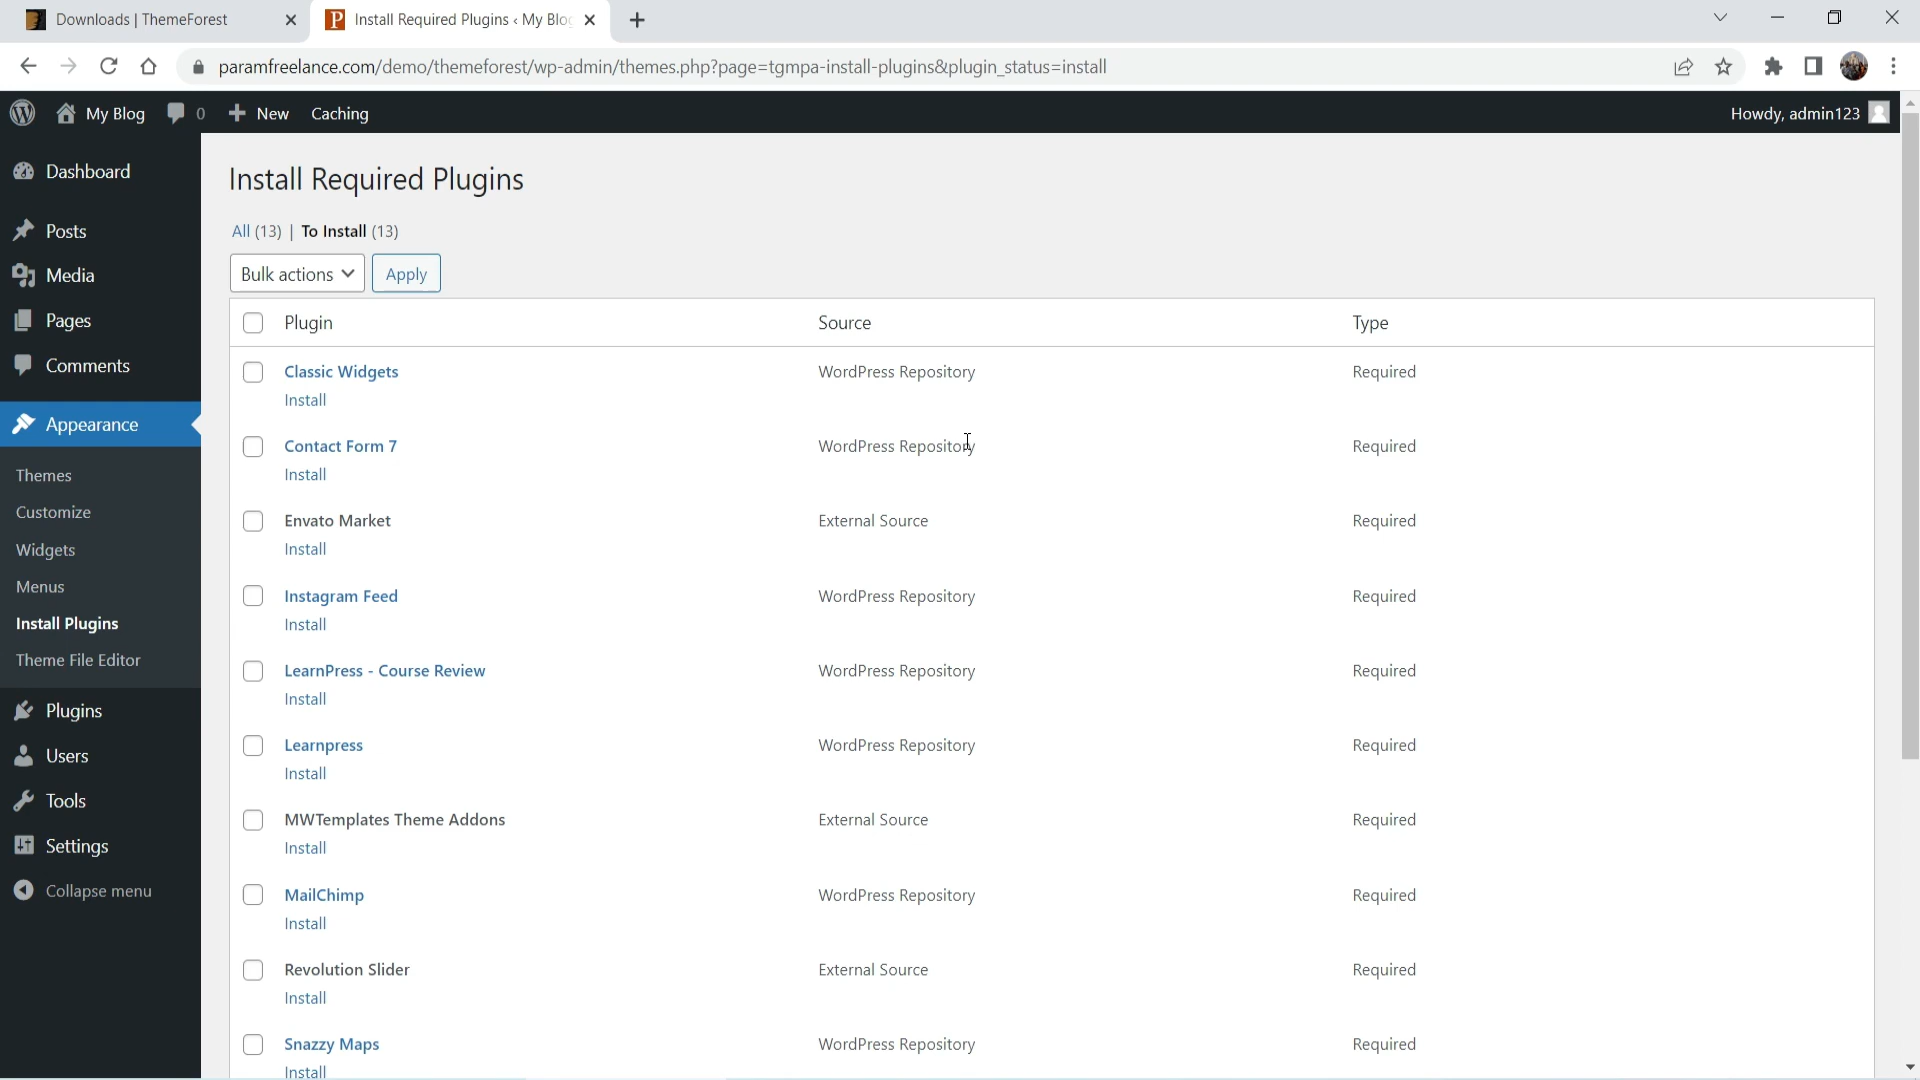 Downloads | ThemeForest
Install Required Plugins ‹ My Blo
paramfreelance.com/demo/themeforest/wp-admin/themes.php?page=tgmpa-install-plugins&plugin_status=install
My Blog 0 New Caching Howdy, admin123
Dashboard
Posts
Media
Pages
Comments
Appearance
Themes
Customize
Widgets
Menus
Install Plugins
Theme File Editor
Plugins
Users
Tools
Settings
Collapse menu
Install Required Plugins
All (13) | To Install (13)
Bulk actions Apply
Plugin Source Type
Classic Widgets WordPress Repository Required
Install
Contact Form 7 WordPress Repository Required
Install
Envato Market External Source Required
Install
Instagram Feed WordPress Repository Required
Install
LearnPress - Course Review WordPress Repository Required
Install
Learnpress WordPress Repository Required
Install
MWTemplates Theme Addons External Source Required
Install
MailChimp WordPress Repository Required
Install
Revolution Slider External Source Required
Install
Snazzy Maps WordPress Repository Required
Install